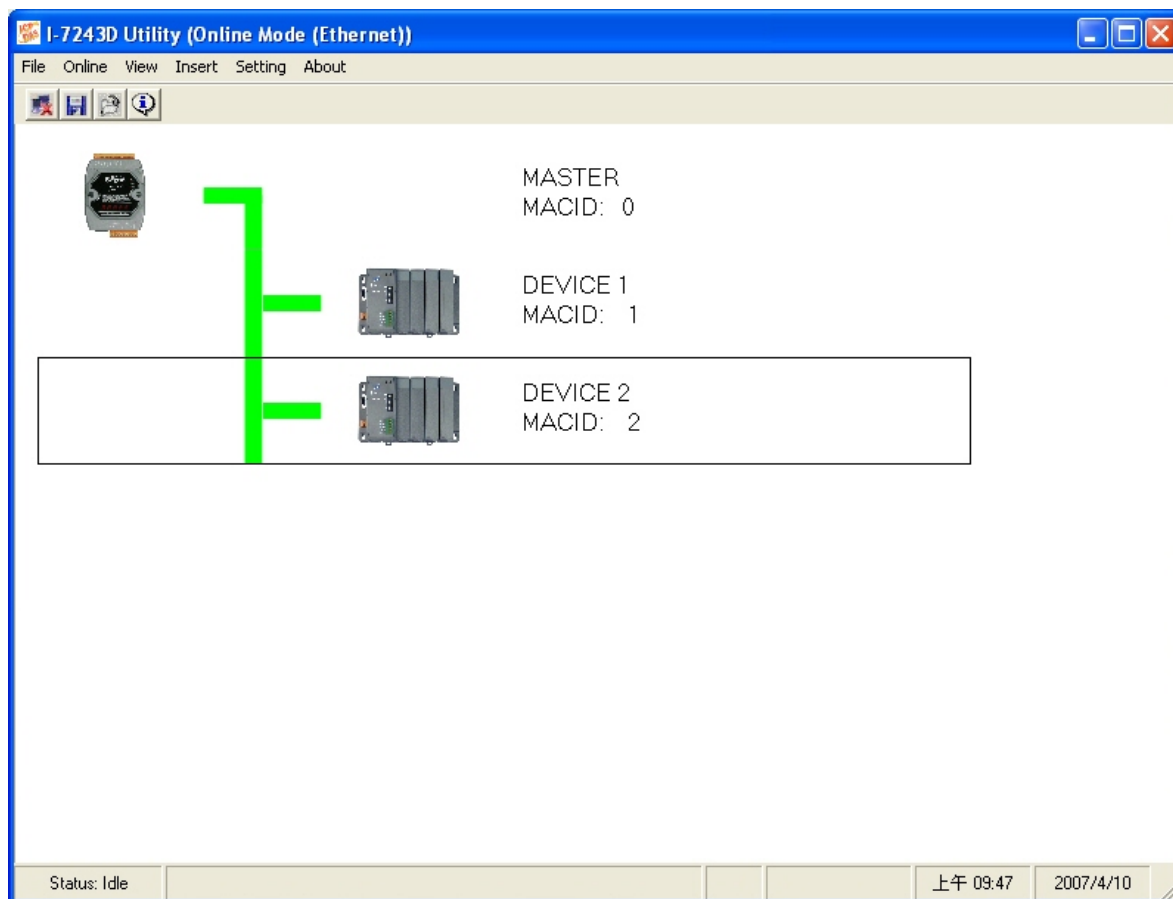 I-7243D Utility (Online Mode (Ethernet))
File Online View Insert Setting About
MASTER
MACID: 0
DEVICE 1
MACID: 1
DEVICE 2
MACID: 2
Status: Idle 上午 09:47 2007/4/10